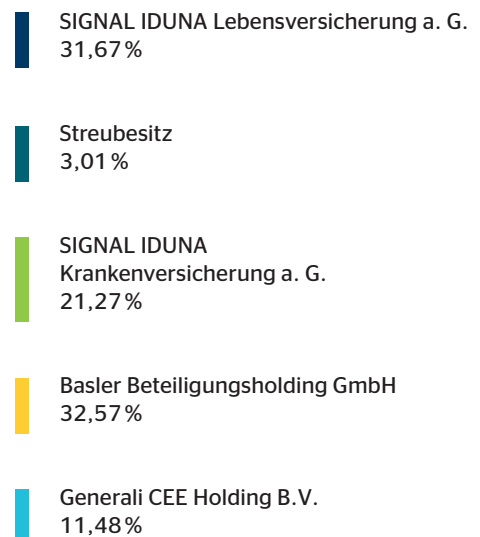 SIGNAL IDUNA Lebensversicherung a. G.
31,67 %
Streubesitz
3,01 %
SIGNAL IDUNA
Krankenversicherung a. G.
21,27 %
Basler Beteiligungsholding GmbH
32,57 %
Generali CEE Holding B.V.
11,48 %